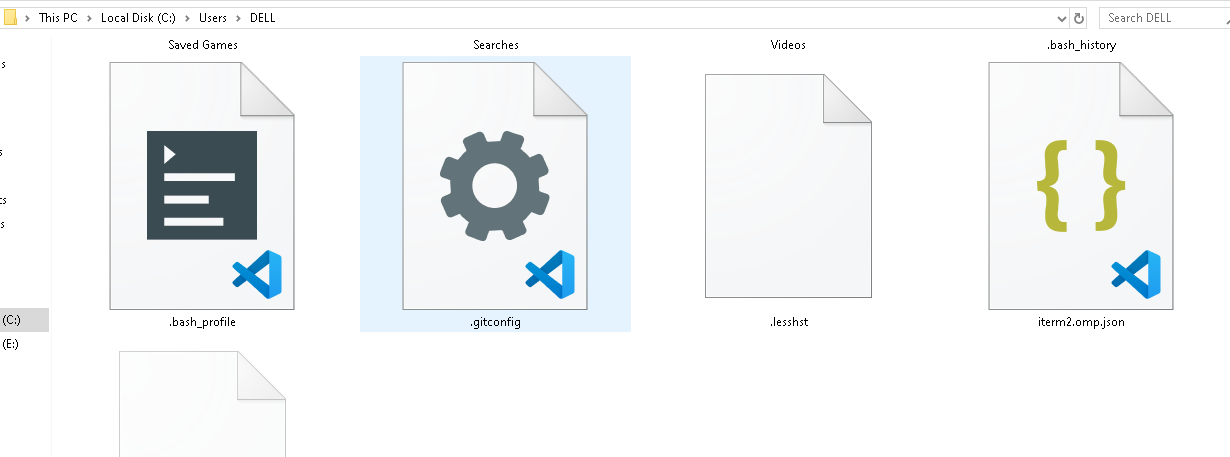 This PC > Local Disk (C:) > Users > DELL
Search DELL
Saved Games
Searches
Videos
.bash_history
.bash_profile
.gitconfig
.lesshst
iterm2.omp.json
(C:)
(E:)